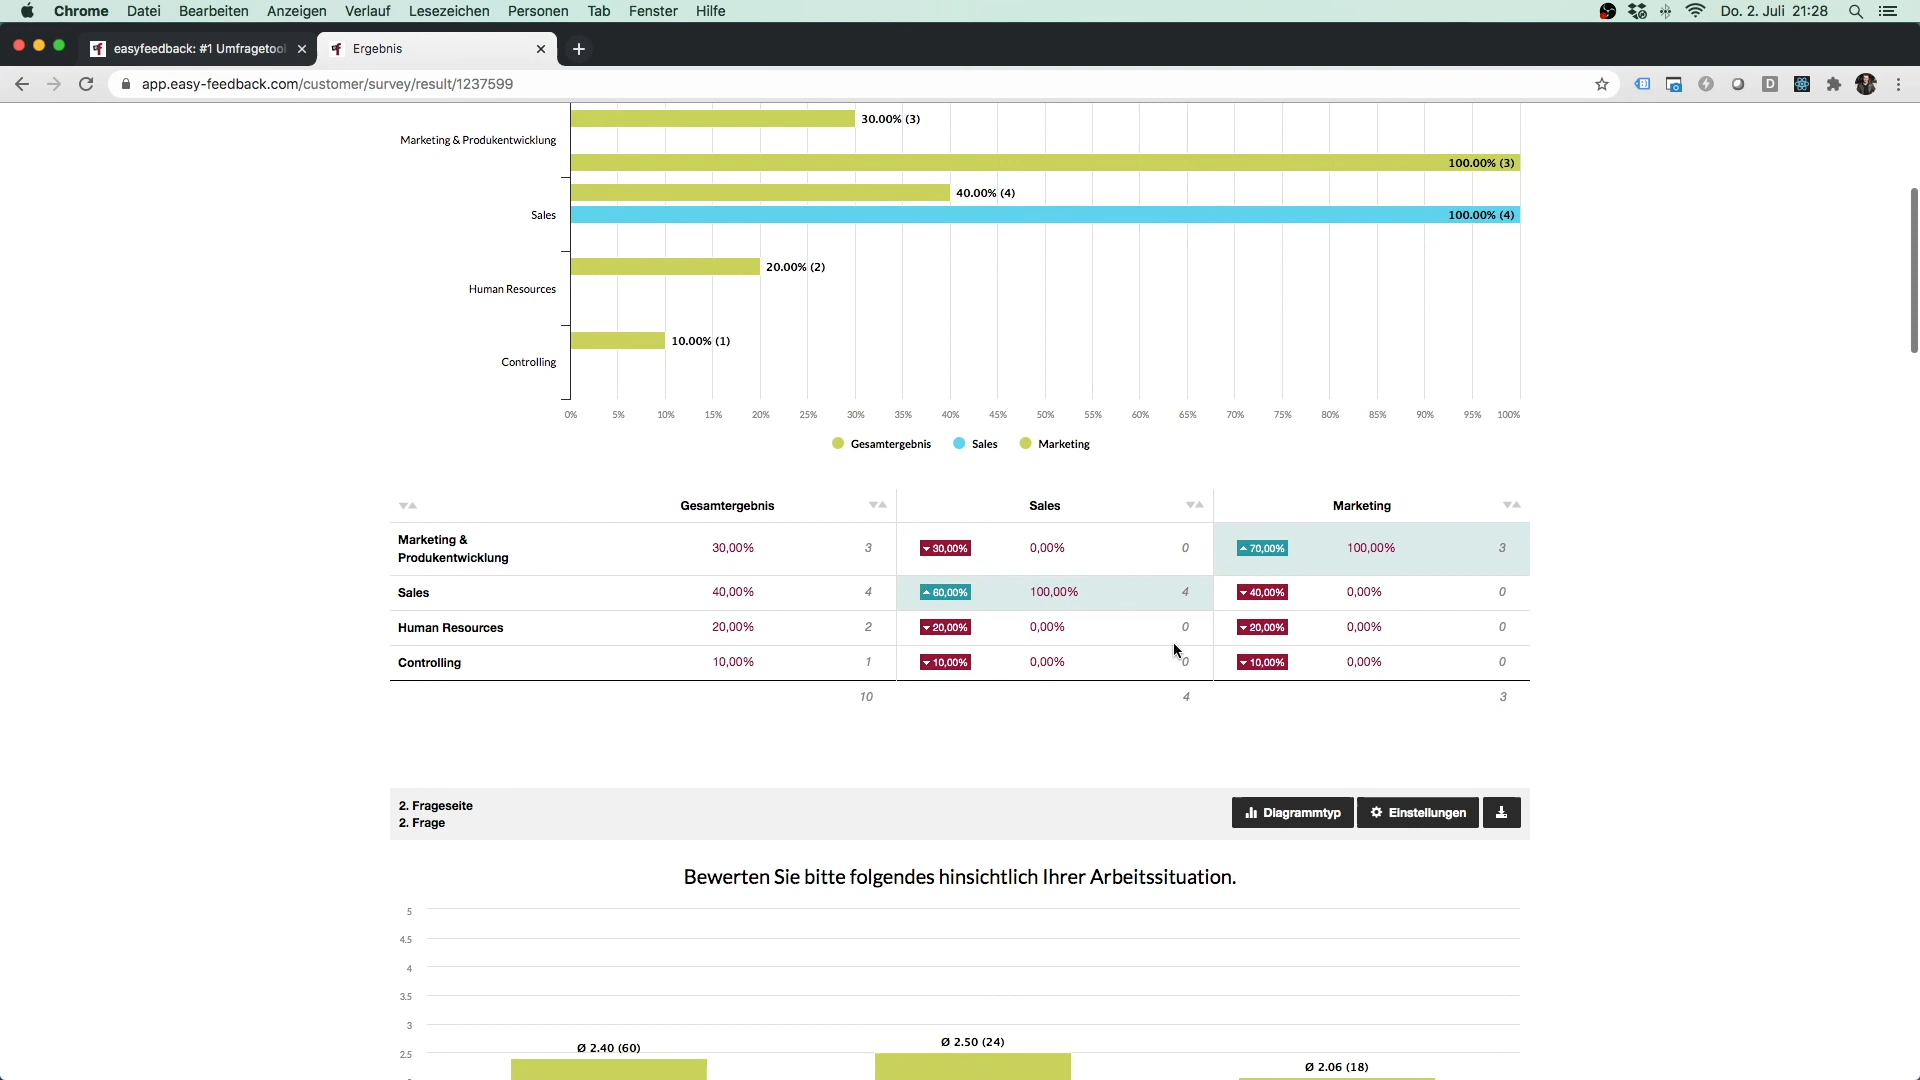 Chrome Datei Bearbeiten Anzeigen Verlauf Lesezeichen Personen Tab Fenster Hilfe Do. 2. Juli 21:28
easyfeedback: #1 Umfragetool Ergebnis
app.easy-feedback.com/customer/survey/result/1237599 D
30.00% (3)
Marketing & Produkentwicklung
100.00% (3)
40.00% (4)
Sales 100.00% (4)
20.00% (2)
Human Resources
10.00% (1)
Controlling
0% 5% 10% 15% 20% 25% 30% 35% 40% 45% 50% 55% 60% 65% 70% 75% 80% 85% 90% 95% 100%
Gesamtergebnis Sales Marketing
Gesamtergebnis Sales Marketing
Marketing &
Produkentwicklung 30,00% 3 30,00% 0,00% 0 70,00% 100,00% 3
Sales 40,00% 4 60,00% 100,00% 4 40,00% 0,00% 0
Human Resources 20,00% 2 20,00% 0,00% 0 20,00% 0,00% 0
Controlling 10,00% 1 10,00% 0,00% 0 10,00% 0,00% 0
10 4 3
2. Frageseite
2. Frage
Diagrammtyp Einstellungen
Bewerten Sie bitte folgendes hinsichtlich Ihrer Arbeitssituation.
5
4.5
4
3.5
3
Ø 2.40 (60) Ø 2.50 (24)
2.5
Ø 2.06 (18)